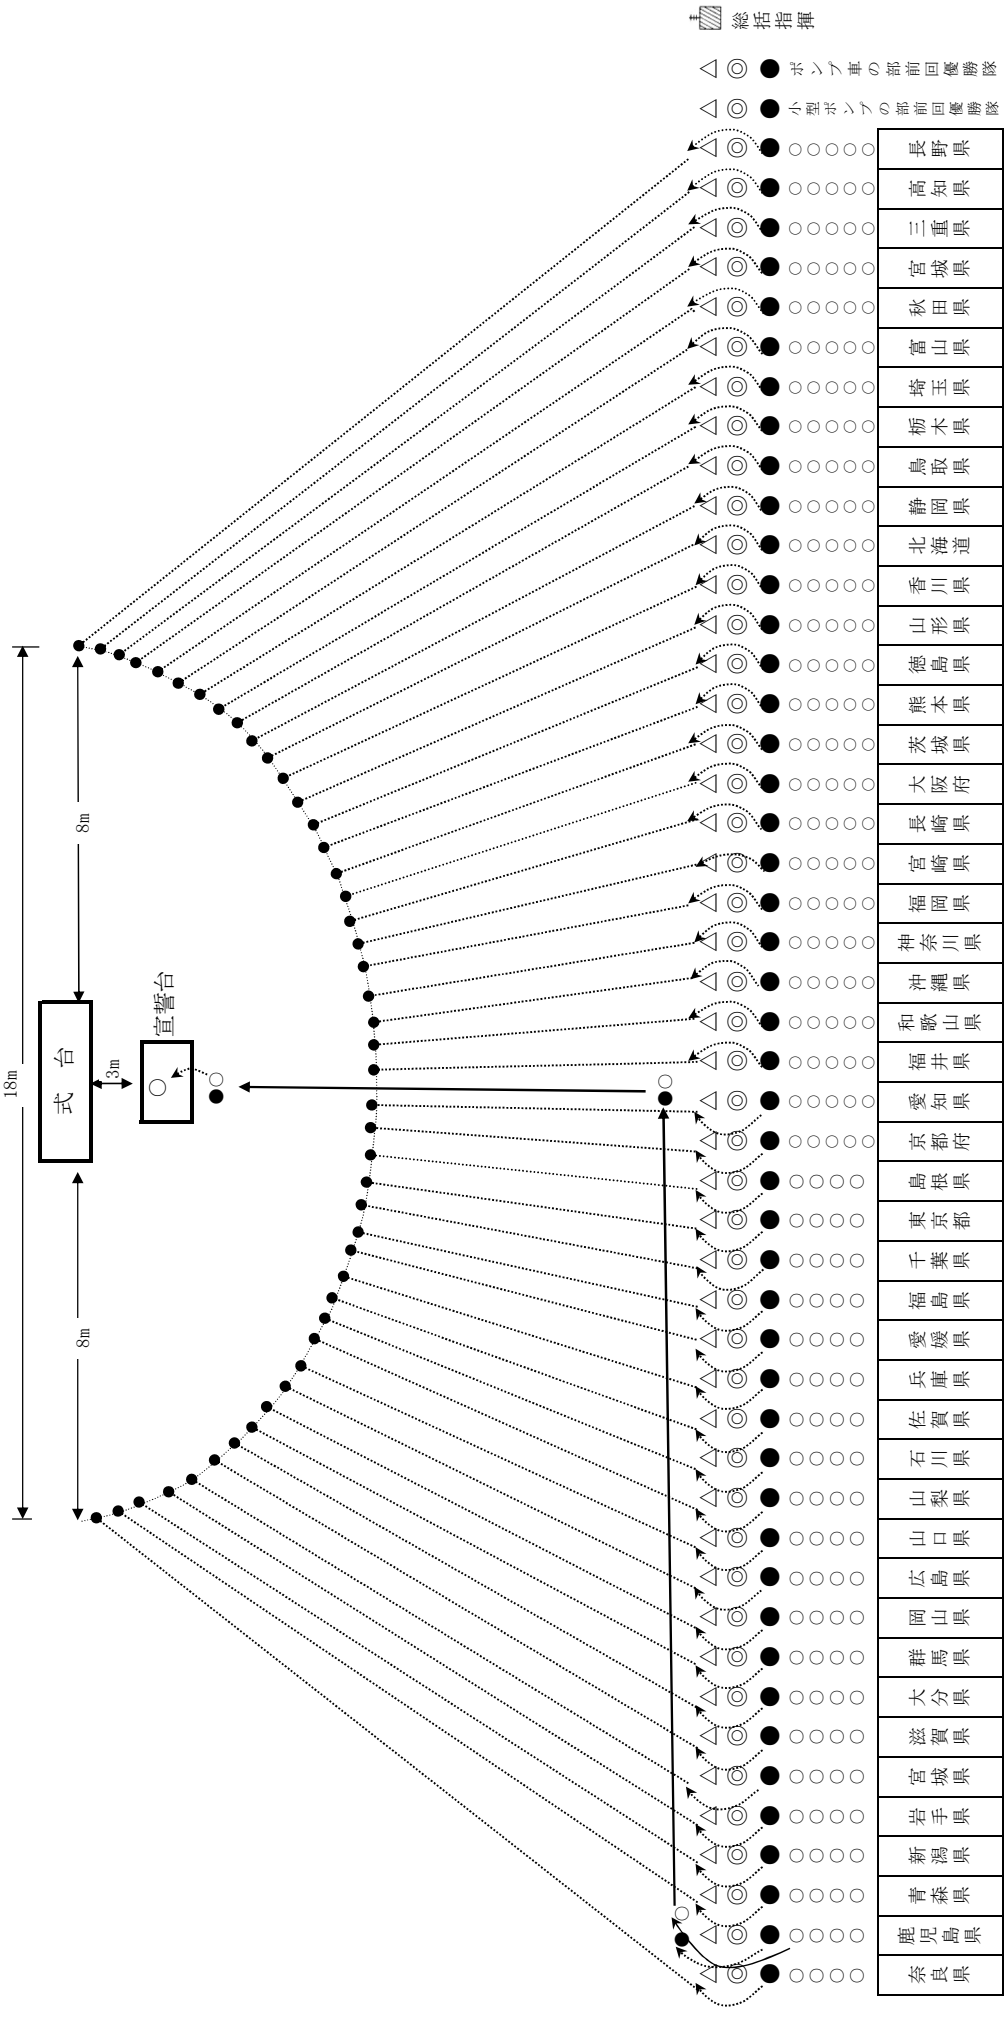 総括指揮
ポンプ車の部前回優勝隊
小型ポンプの部前回優勝隊
長野県
高知県
三重県
宮城県
秋田県
富山県
埼玉県
栃木県
鳥取県
静岡県
北海道
香川県
山形県
徳島県
熊本県
茨城県
大阪府
長崎県
宮崎県
福岡県
神奈川県
沖縄県
和歌山県
福井県
愛知県
京都府
島根県
東京都
千葉県
福島県
愛媛県
兵庫県
佐賀県
石川県
山梨県
山口県
広島県
岡山県
群馬県
大分県
滋賀県
宮城県
岩手県
新潟県
青森県
鹿児島県
奈良県
18m
8m
8m
式台
3m
宣誓台